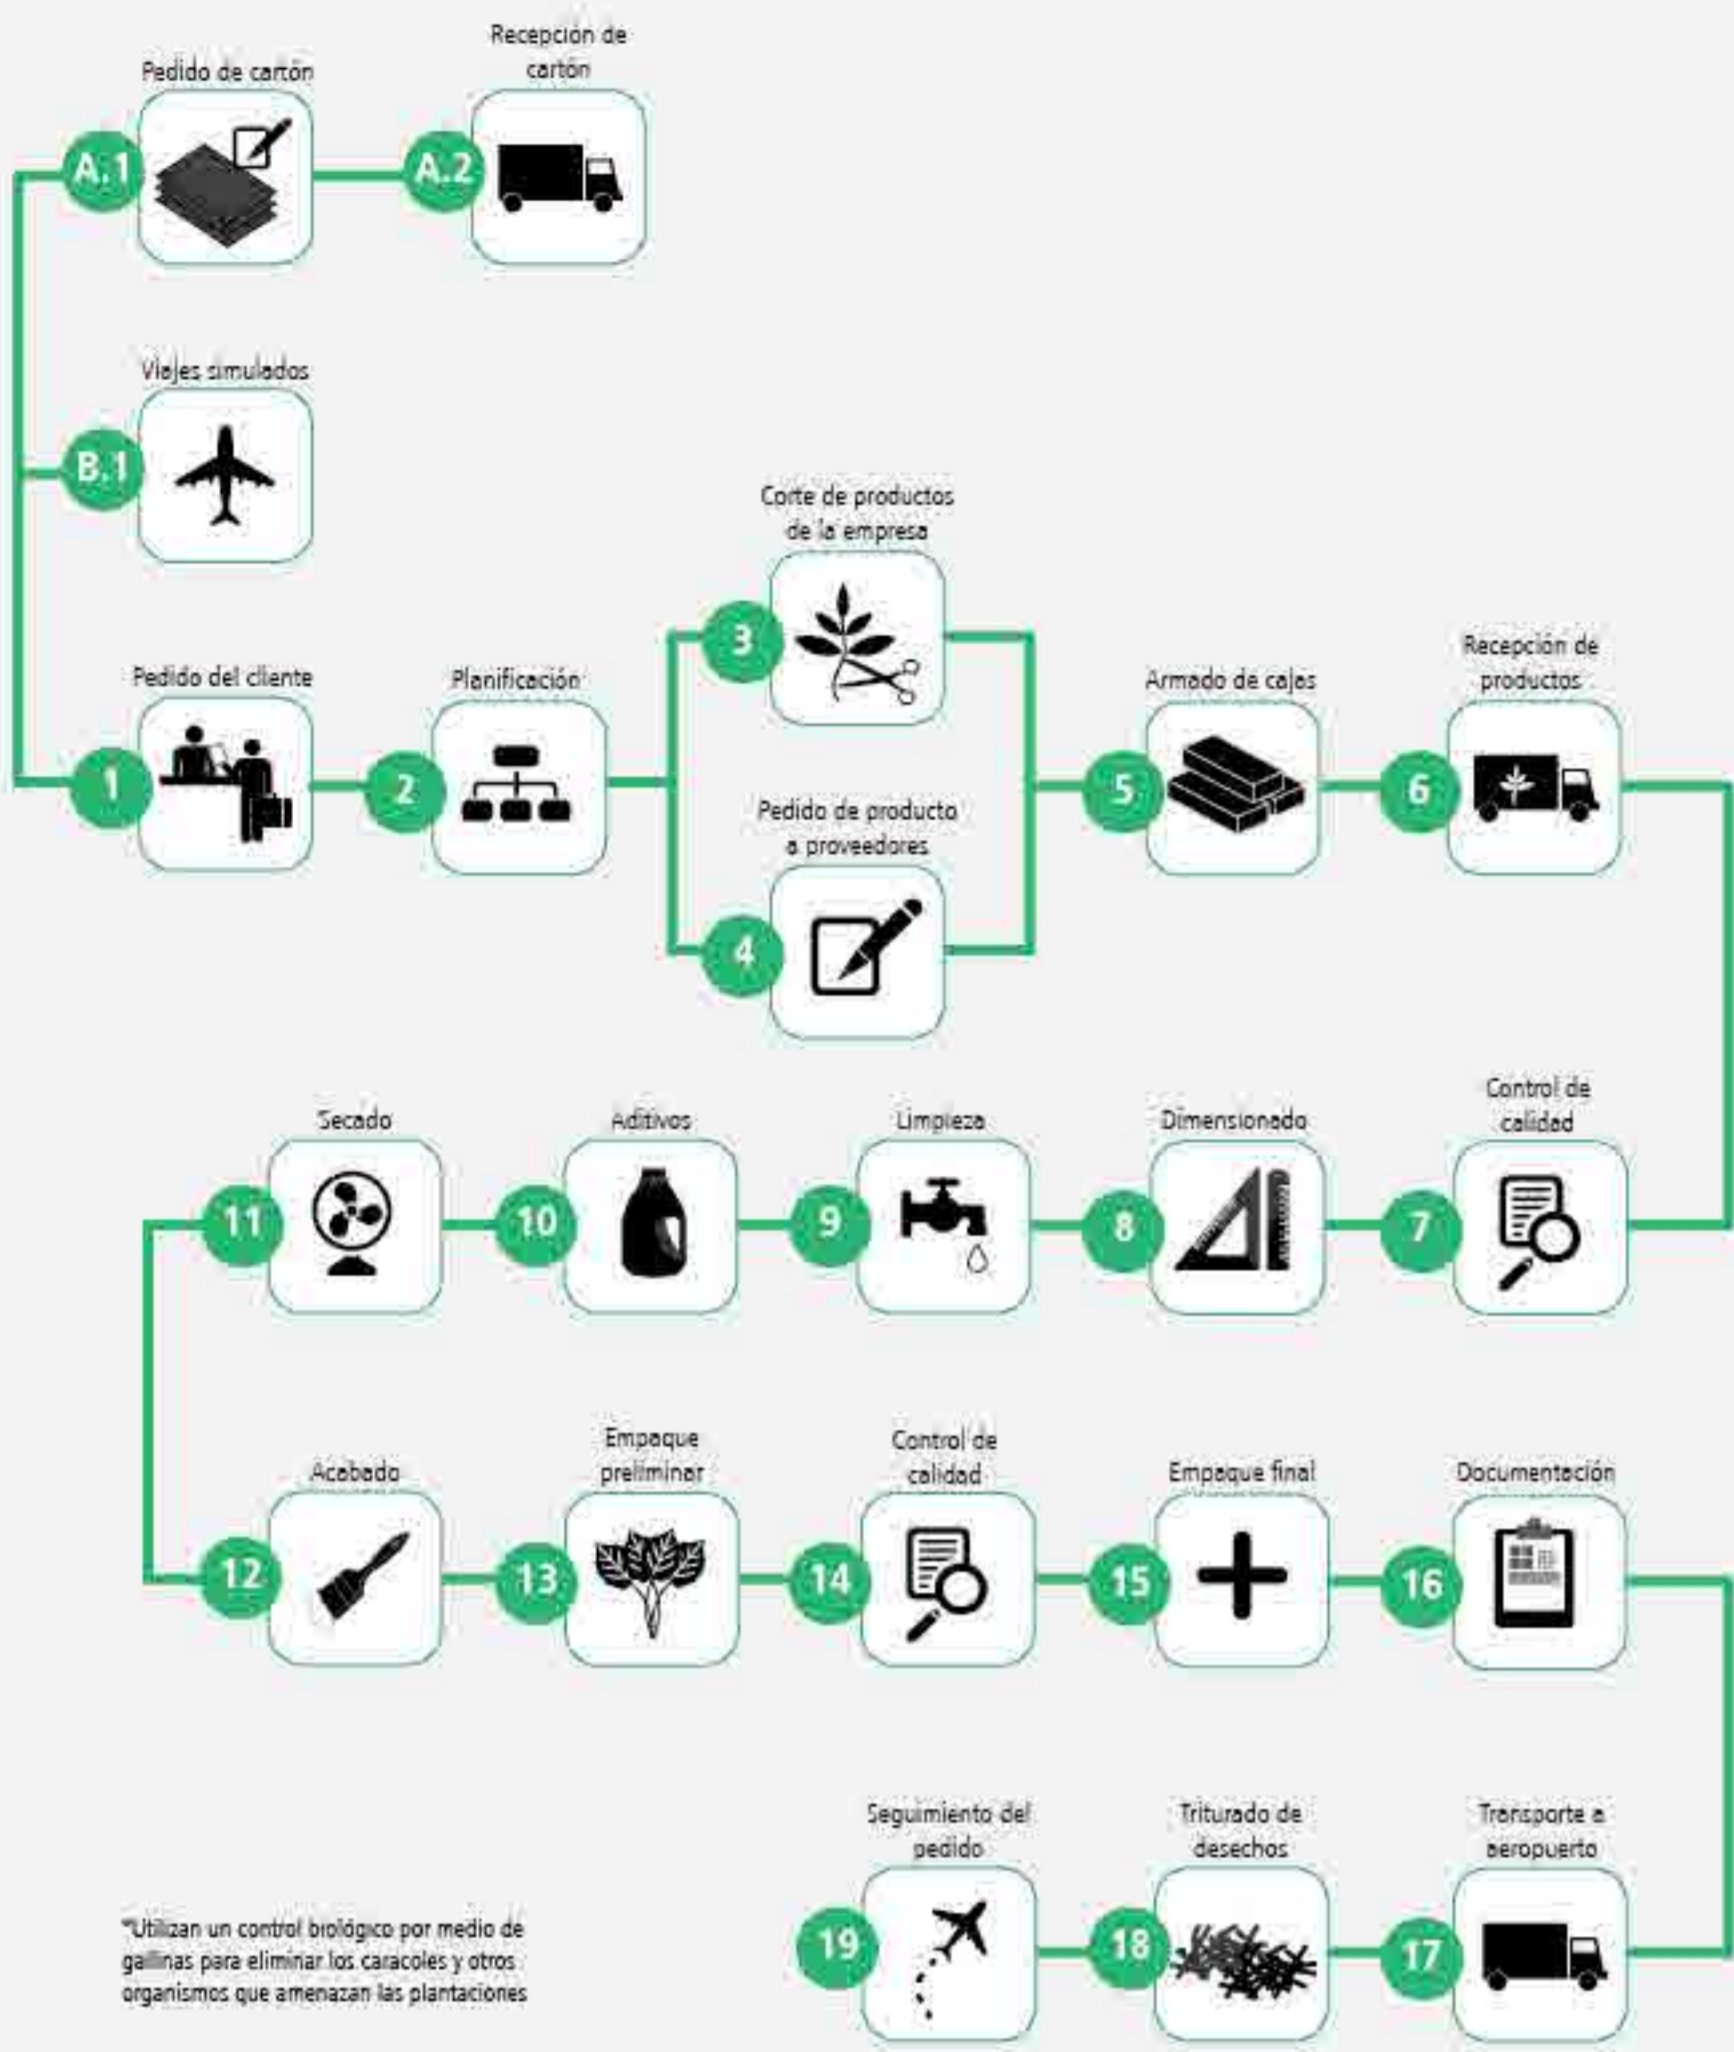 Pedido de cartón
A.1
Recepción de
cartón
A.2
Viajes simulados
B.1
Pedido del cliente
1
Planificación
2
Corte de productos
de la empresa
3
Pedido de producto
a proveedores
4
Armado de cajas
5
Recepción de
productos
6
Control de
calidad
7
Dimensionado
8
Limpieza
9
Aditivos
10
Secado
11
Acabado
12
Empaque
preliminar
13
Control de
calidad
14
Empaque final
15
Documentación
16
Transporte a
aeropuerto
17
Triturado de
desechos
18
Seguimiento del
pedido
19
*Utilizan un control biológico por medio de
gallinas para eliminar los caracoles y otros
organismos que amenazan las plantaciones